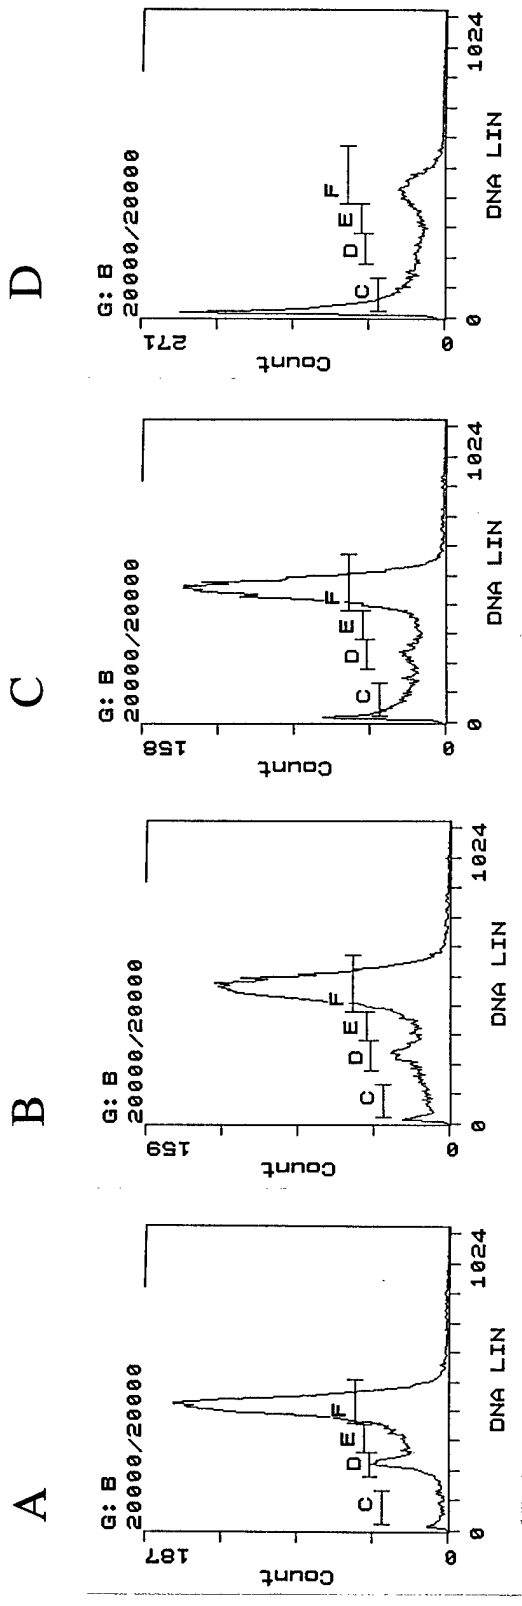 A
G: B
20000/20000
187
Count
0
C
D
E
F
0
1024
DNA LIN
B
G: B
20000/20000
159
Count
0
C
D
E
F
0
1024
DNA LIN
C
G: B
20000/20000
158
Count
0
C
D
E
F
0
1024
DNA LIN
D
G: B
20000/20000
271
Count
0
C
D
E
F
0
1024
DNA LIN